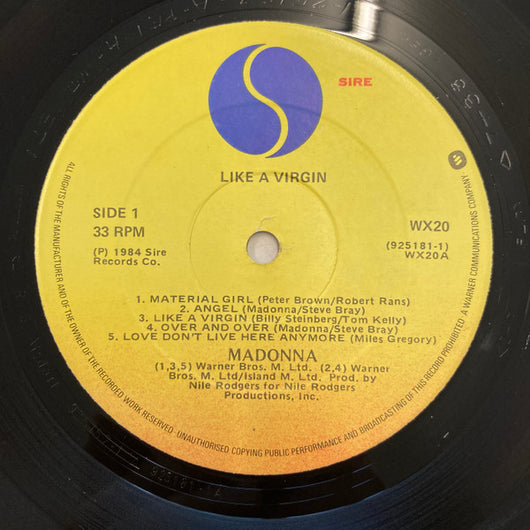 SIRE
LIKE A VIRGIN
SIDE 1
33 RPM
(P) 1984 Sire
Records Co.
WX20
(925181-1)
WX20A
1. MATERIAL GIRL (Peter Brown/Robert Rans)
2. ANGEL (Madonna/Steve Bray)
3. LIKE A VIRGIN (Billy Steinberg/Tom Kelly)
4. OVER AND OVER (Madonna/Steve Bray)
5. LOVE DON'T LIVE HERE ANYMORE (Miles Gregory)
MADONNA
(1,3,5) Warner Bros. M. Ltd. (2,4) Warner
Bros. M. Ltd/Island M. Ltd. Prod. by
Nile Rodgers for Nile Rodgers
Productions, Inc.
ALL RIGHTS OF THE MANUFACTURER AND OF THE OWNER OF THE RECORDED WORK RESERVED. UNAUTHORISED COPYING PUBLIC PERFORMANCE AND BROADCASTING OF THIS RECORD PROHIBITED. A WARNER COMMUNICATIONS COMPANY
925181-1A